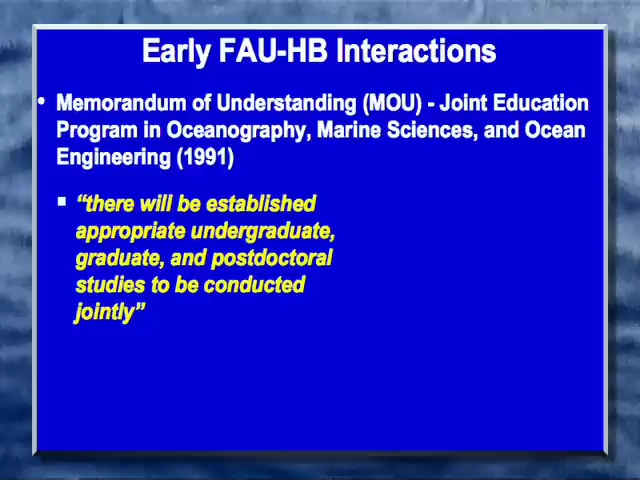 Early FAU-HB Interactions
• Memorandum of Understanding (MOU) - Joint Education
Program in Oceanography, Marine Sciences, and Ocean
Engineering (1991)
▪ “there will be established
appropriate undergraduate,
graduate, and postdoctoral
studies to be conducted
jointly”